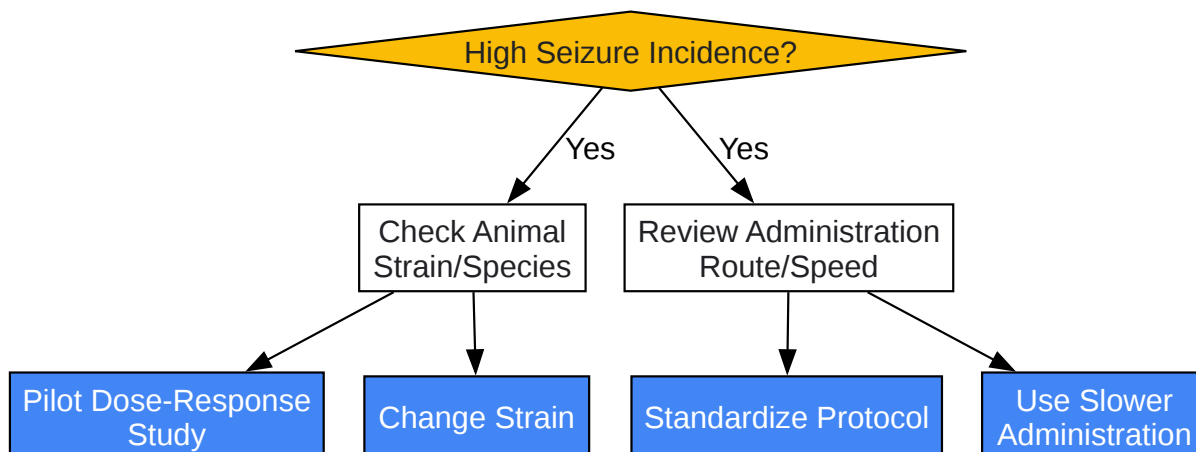 High Seizure Incidence?
Yes
Yes
Check Animal
Strain/Species
Review Administration
Route/Speed
Pilot Dose-Response
Study
Change Strain
Standardize Protocol
Use Slower
Administration